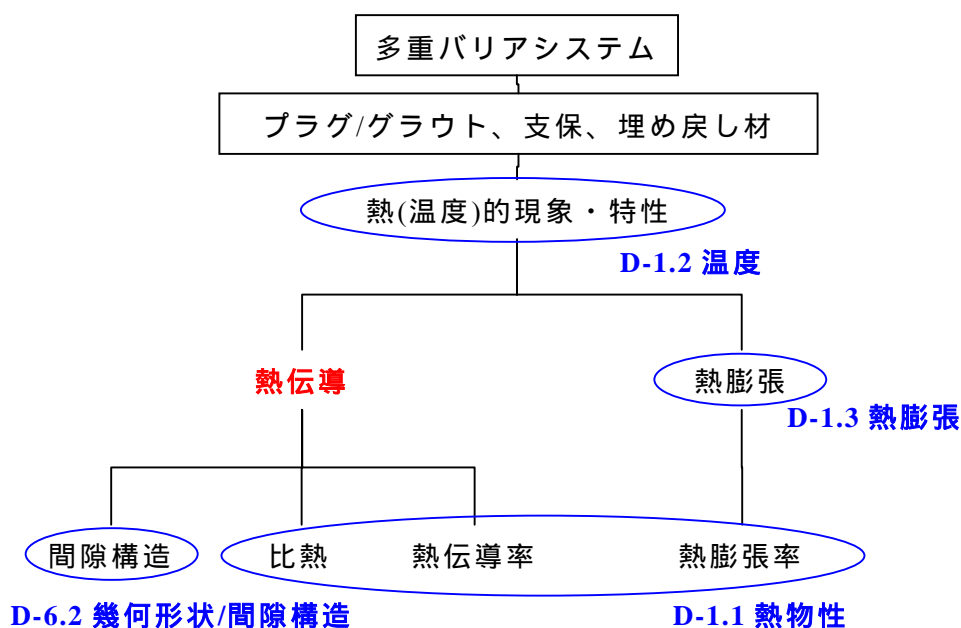 多重バリアシステム
プラグ/グラウト、支保、埋め戻し材
熱(温度)的現象・特性
D-1.2 温度
熱伝導
熱膨張
D-1.3 熱膨張
間隙構造
比熱
熱伝導率
熱膨張率
D-6.2 幾何形状/間隙構造
D-1.1 熱物性